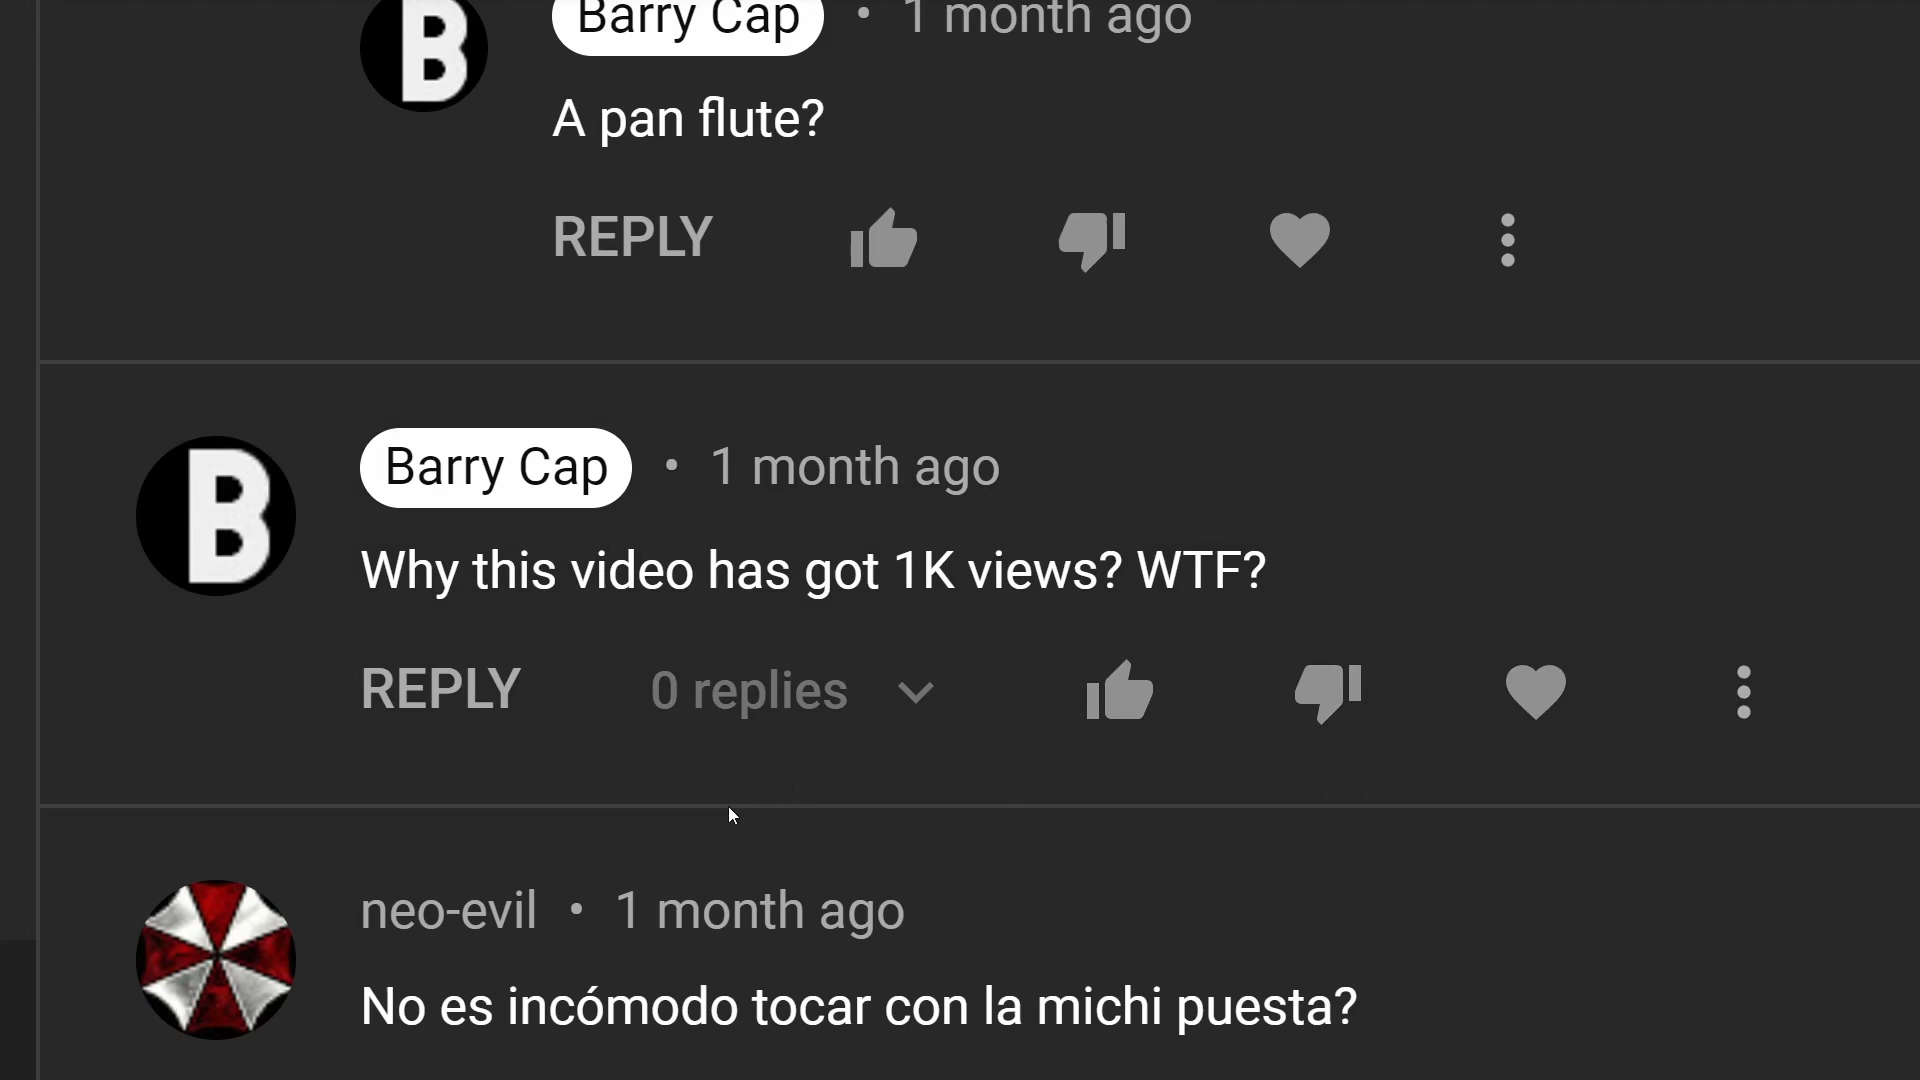 Barry Cap • 1 month ago
A pan flute?
REPLY
Barry Cap • 1 month ago
Why this video has got 1K views? WTF?
REPLY 0 replies
neo-evil • 1 month ago
No es incómodo tocar con la michi puesta?